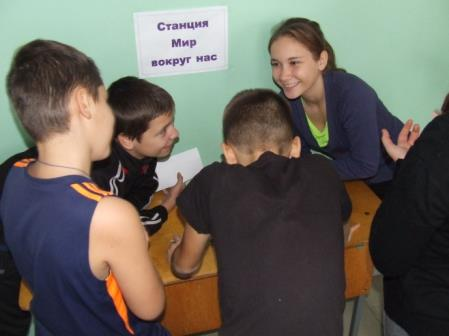 Станция
Мир
вокруг нас